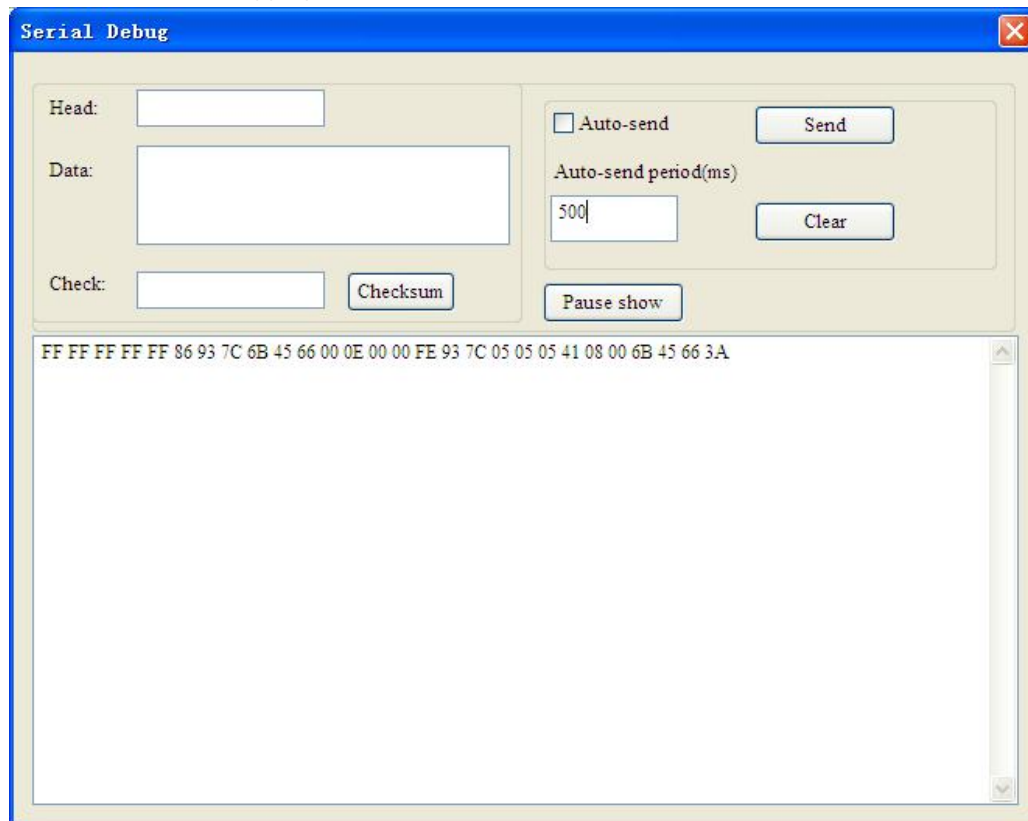 Serial Debug
Head:
Data:
Check:
Checksum
Auto-send
Send
Auto-send period(ms)
500
Clear
Pause show
FF FF FF FF FF 86 93 7C 6B 45 66 00 0E 00 00 FE 93 7C 05 05 05 41 08 00 6B 45 66 3A